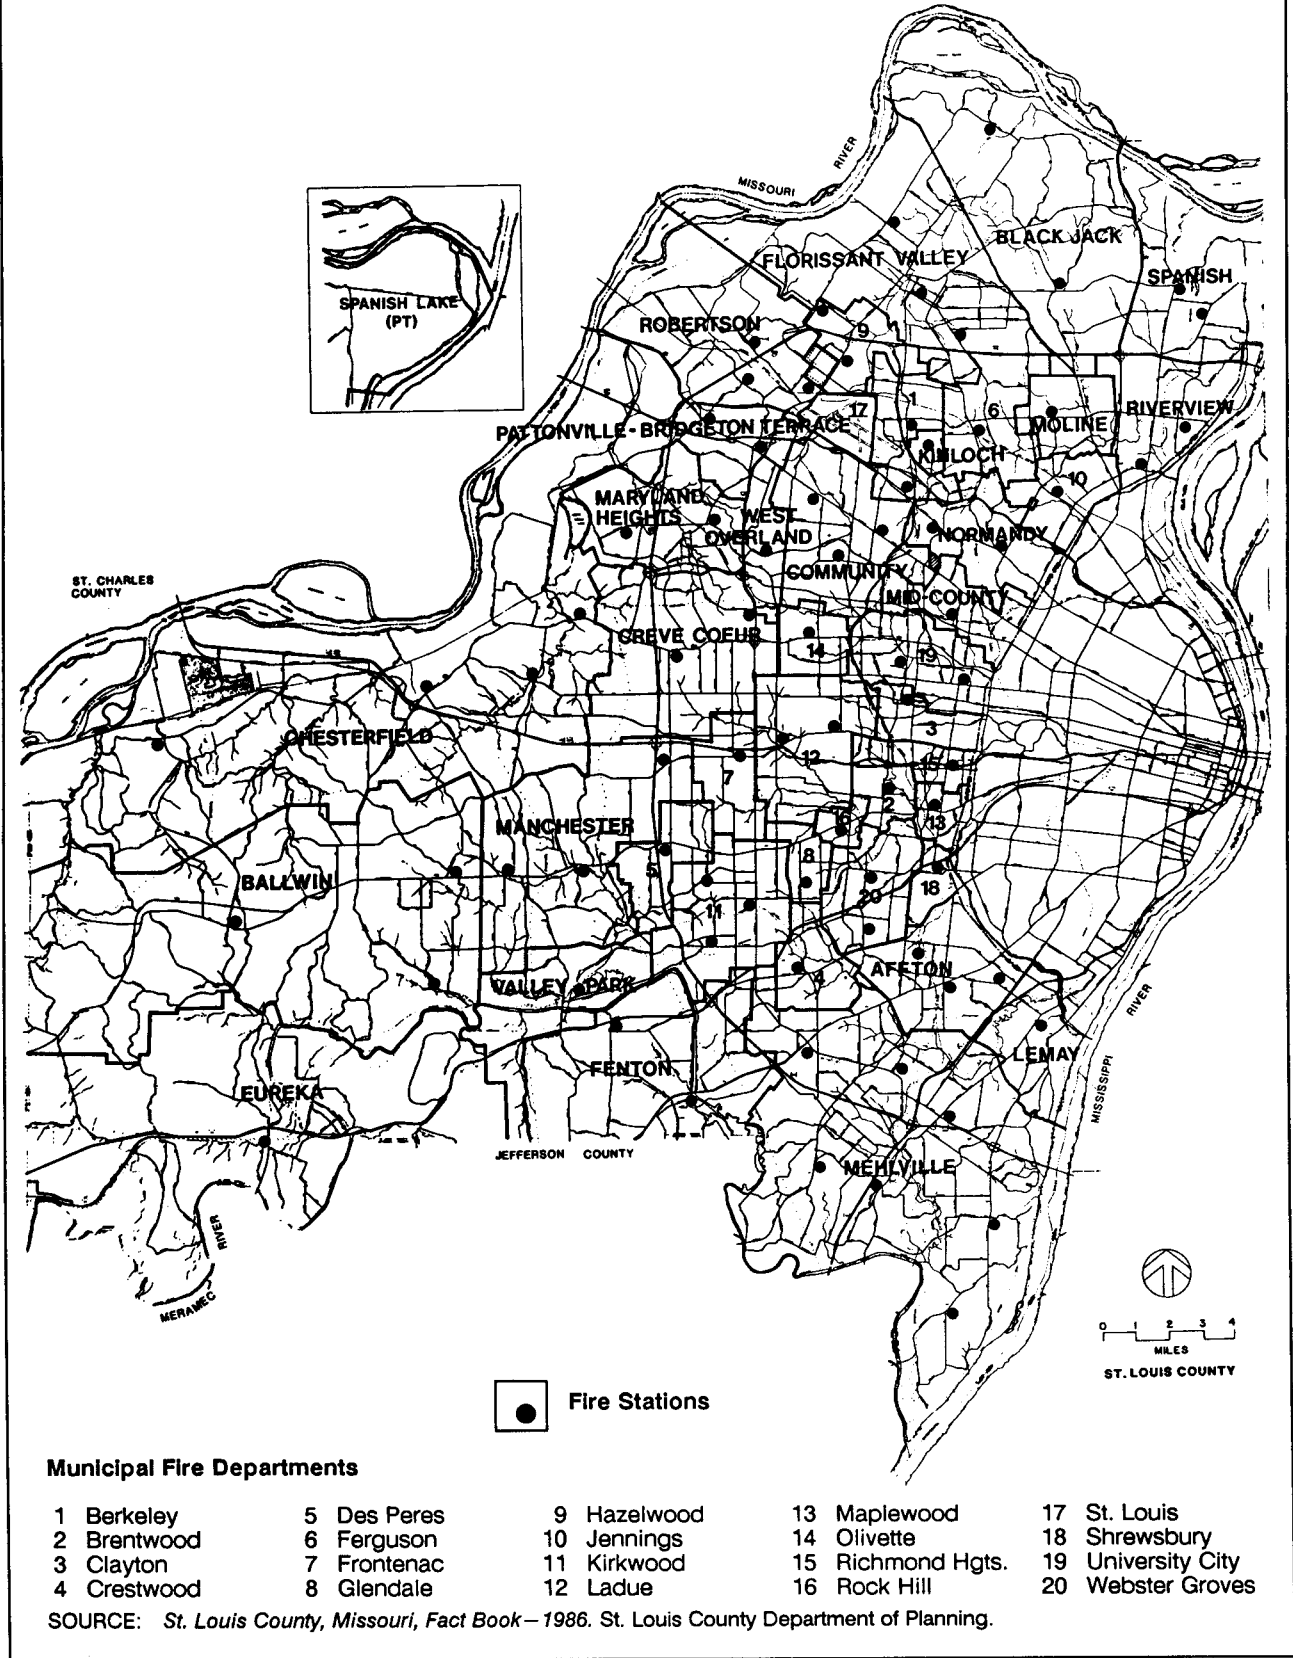 RIVER
MISSOURI
BLACK JACK
FLORISSANT VALLEY
SPANISH
SPANISH LAKE
(PT)
ROBERTSON
9
17
1
6
RIVERVIEW
MOLINE
PATTONVILLE - BRIDGETON TERRACE
KINLOCH
10
MARYLAND
HEIGHTS
WEST
OVERLAND
NORMANDY
COMMUNITY
ST. CHARLES
COUNTY
MID-COUNTY
CREVE COEUR
14
19
3
CHESTERFIELD
12
15
7
2
16
13
MANCHESTER
8
5
BALLWIN
18
20
11
AFFTON
4
VALLEY PARK
RIVER
LEMAY
FENTON
EUREKA
MISSISSIPPI
JEFFERSON COUNTY
MEHLVILLE
RIVER
MERAMEC
0 1 2 3 4
MILES
ST. LOUIS COUNTY
Fire Stations
Municipal Fire Departments
1 Berkeley 5 Des Peres 9 Hazelwood 13 Maplewood 17 St. Louis
2 Brentwood 6 Ferguson 10 Jennings 14 Olivette 18 Shrewsbury
3 Clayton 7 Frontenac 11 Kirkwood 15 Richmond Hgts. 19 University City
4 Crestwood 8 Glendale 12 Ladue 16 Rock Hill 20 Webster Groves
SOURCE: St. Louis County, Missouri, Fact Book—1986. St. Louis County Department of Planning.